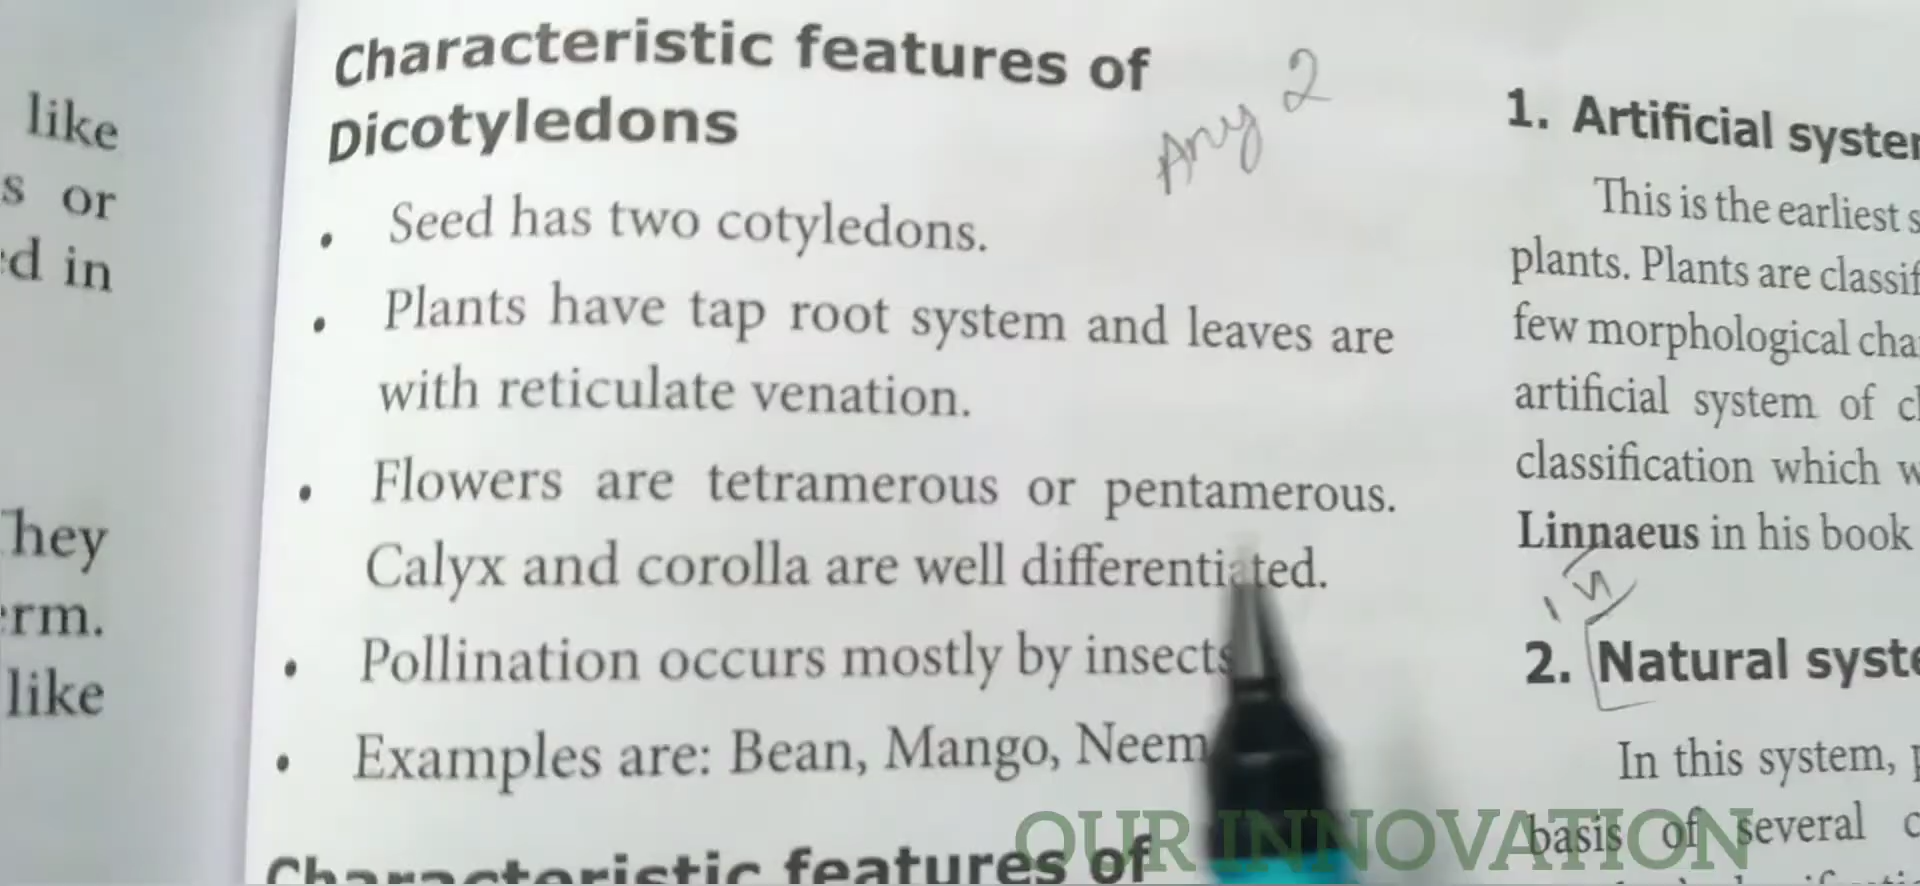 like
s or
d in
They
rm.
like
Characteristic features of
Dicotyledons
Any 2
• Seed has two cotyledons.
• Plants have tap root system and leaves are
with reticulate venation.
• Flowers are tetramerous or pentamerous.
Calyx and corolla are well differentiated.
• Pollination occurs mostly by insects
• Examples are: Bean, Mango, Neem
Characteristic features of
1. Artificial syste
This is the earliest s
plants. Plants are classif
few morphological cha
artificial system of cl
classification which w
Linnaeus in his book
2. Natural syst
In this system, p
basis of several c
OUR INNOVATION